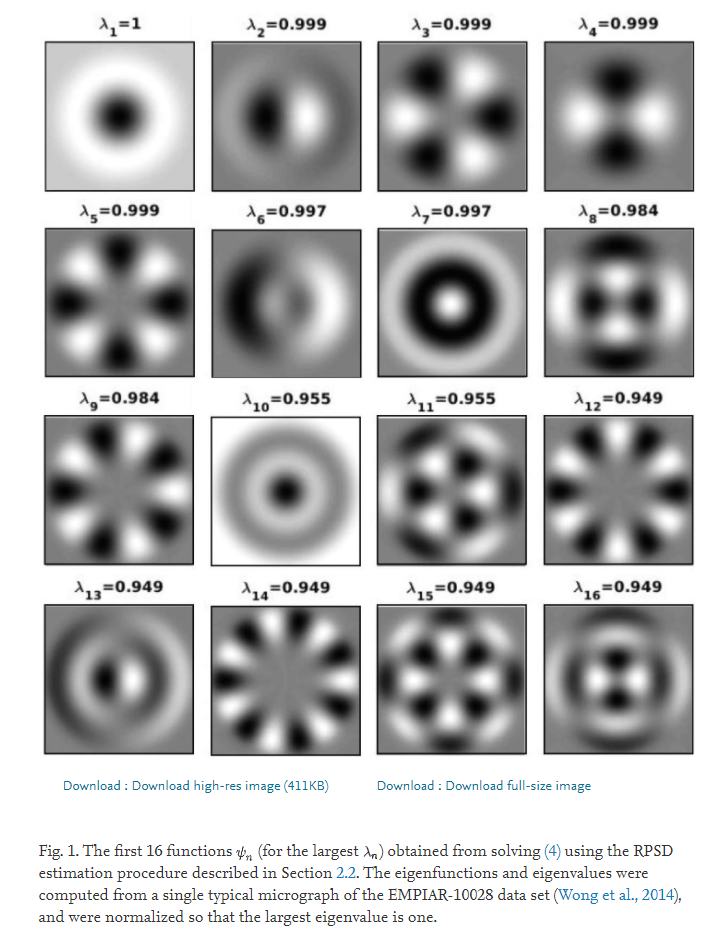 λ1=1 λ2=0.999 λ3=0.999 λ4=0.999
λ5=0.999 λ6=0.997 λ7=0.997 λ8=0.984
λ9=0.984 λ10=0.955 λ11=0.955 λ12=0.949
λ13=0.949 λ14=0.949 λ15=0.949 λ16=0.949
Download : Download high-res image (411KB) Download : Download full-size image
Fig. 1. The first 16 functions ψn (for the largest λn) obtained from solving (4) using the RPSD
estimation procedure described in Section 2.2. The eigenfunctions and eigenvalues were
computed from a single typical micrograph of the EMPIAR-10028 data set (Wong et al., 2014),
and were normalized so that the largest eigenvalue is one.